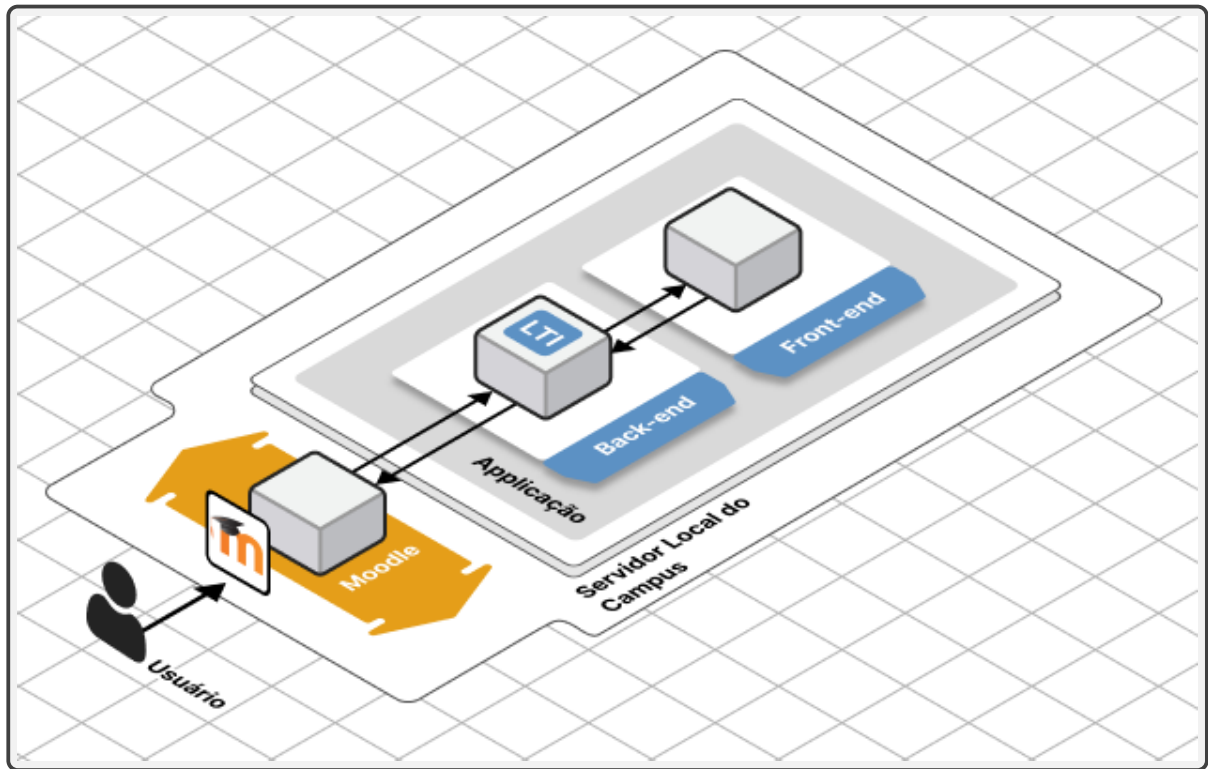 Front-end
LTI
Back-end
Applicação
Servidor Local do
Campus
m
Moodle
Usuário